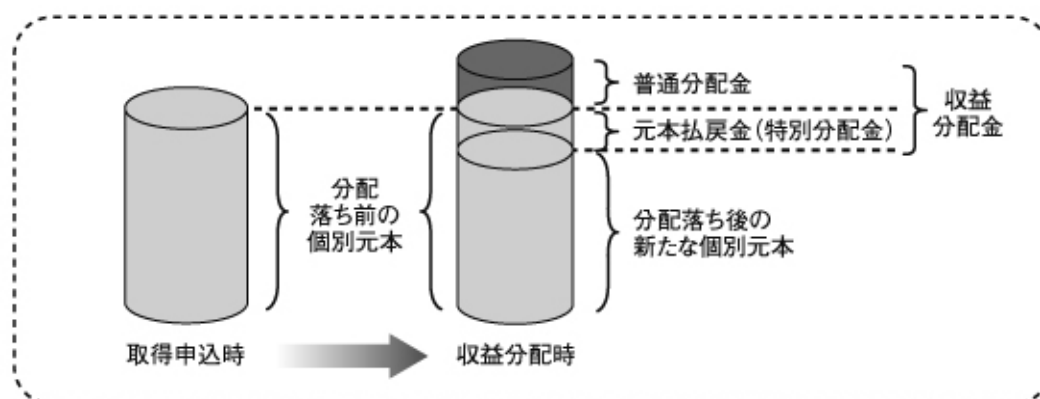 普通分配金
収益
分配金
元本払戻金(特別分配金)
分配
落ち前の
個別元本
分配落ち後の
新たな個別元本
取得申込時
収益分配時